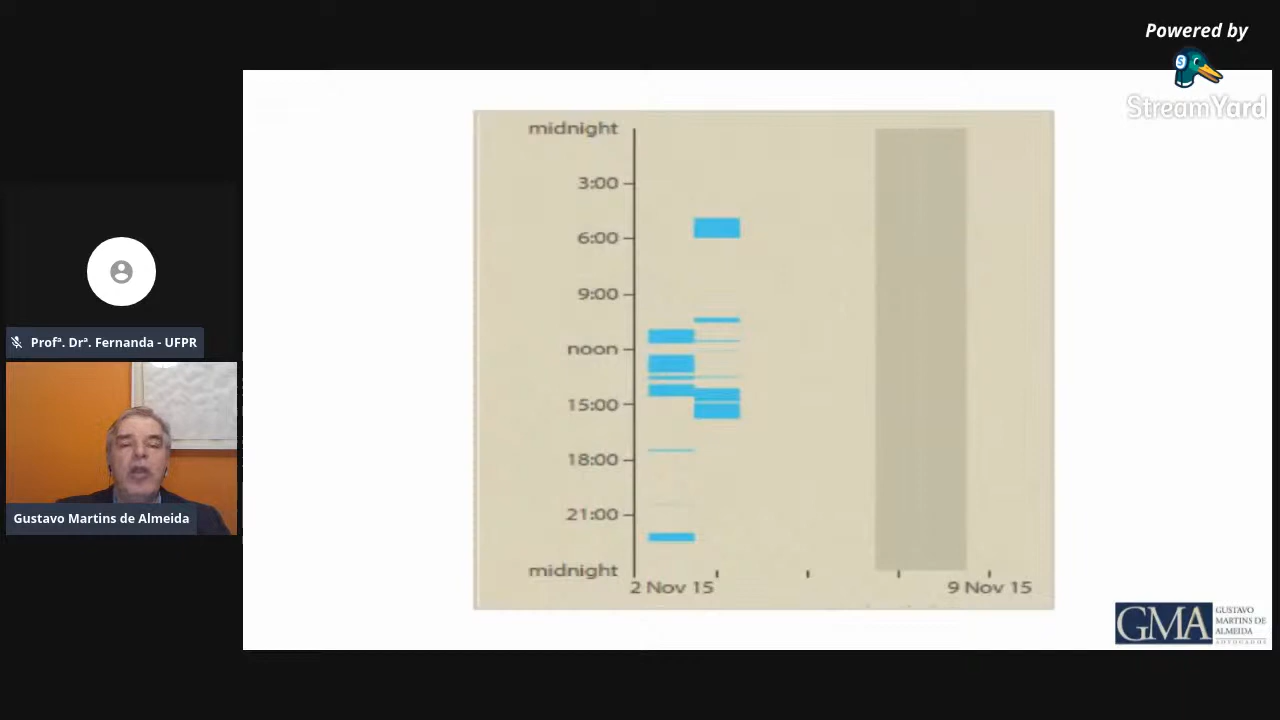 Powered by
StreamYard
midnight
3:00
6:00
9:00
noon
15:00
18:00
21:00
midnight
2 Nov 15
9 Nov 15
Profª. Drª. Fernanda - UFPR
Gustavo Martins de Almeida
GMA
GUSTAVO
MARTINS DE
ALMEIDA
ADVOGADOS